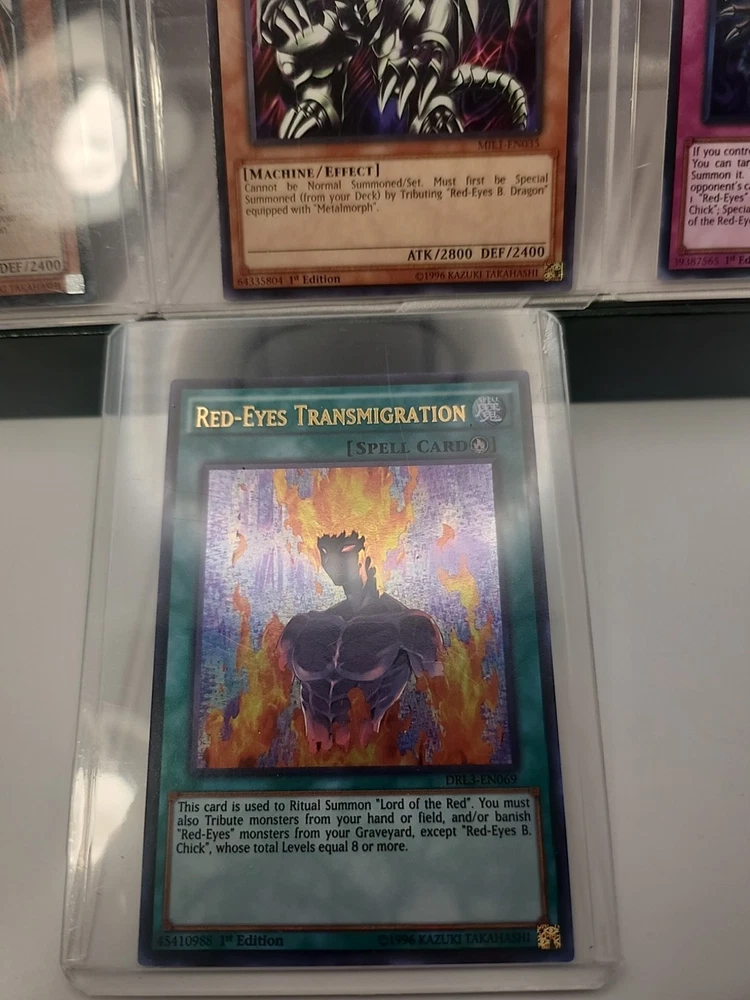 DEF/2400
MIL1-EN035
[MACHINE/EFFECT]
Cannot be Normal Summoned/Set. Must first be Special
Summoned (from your Deck) by Tributing "Red-Eyes B. Dragon"
equipped with "Metalmorph".
ATK/2800 DEF/2400
64335804 1st Edition
©1996 KAZUKI TAKAHASHI
If you contr
You can tar
Summon it.
opponent's c
"Red-Eyes"
Chick"; Specia
of the Red-Ey
39387565 1st Ed
RED-EYES TRANSMIGRATION
[SPELL CARD]
DRL3-EN069
This card is used to Ritual Summon "Lord of the Red". You must
also Tribute monsters from your hand or field, and/or banish
"Red-Eyes" monsters from your Graveyard, except "Red-Eyes B.
Chick", whose total Levels equal 8 or more.
45410988 1st Edition
©1996 KAZUKI TAKAHASHI